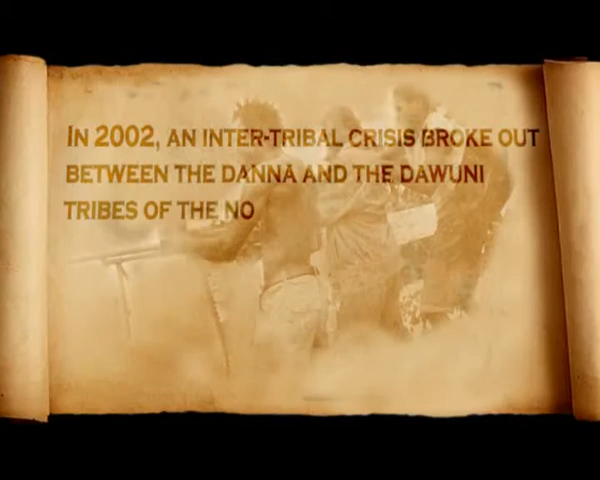 In 2002, AN INTER-TRIBAL CRISIS BROKE OUT
BETWEEN THE DANNA AND THE DAWUNI
TRIBES OF THE NO